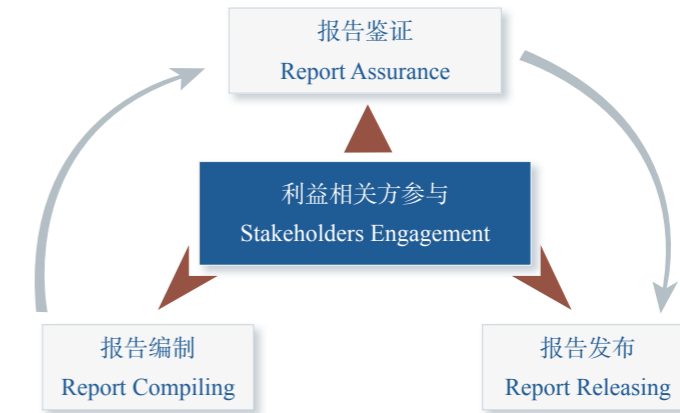 报告鉴证
Report Assurance
利益相关方参与
Stakeholders Engagement
报告编制
Report Compiling
报告发布
Report Releasing